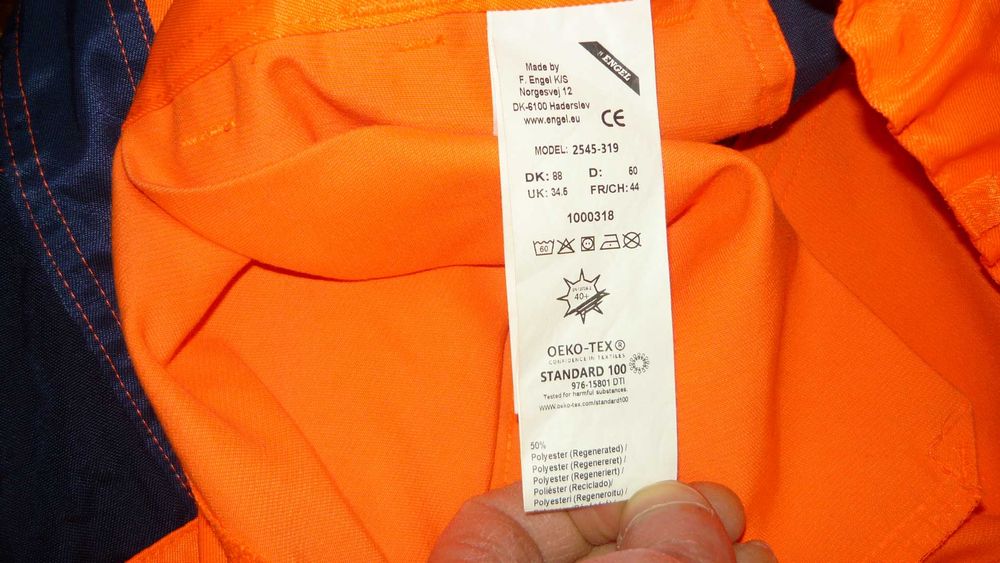 ENGEL
Made by
F. Engel K/S
Norgesvej 12
DK-6100 Haderslev
www.engel.eu
CE
MODEL: 2545-319
DK: 88 D: 50
UK: 34.5 FR/CH: 44
1000318
60
40+
OEKO-TEX®
CONFIDENCE IN TEXTILES
STANDARD 100
976-15801 DTI
Tested for harmful substances.
www.oeko-tex.com/standard100
50%
Polyester (Regenerated) /
Polyester (Regenereret) /
Polyester (Regeneriert) /
Poliéster (Reciclado)/
Polyesteri (Regeneroitu) /